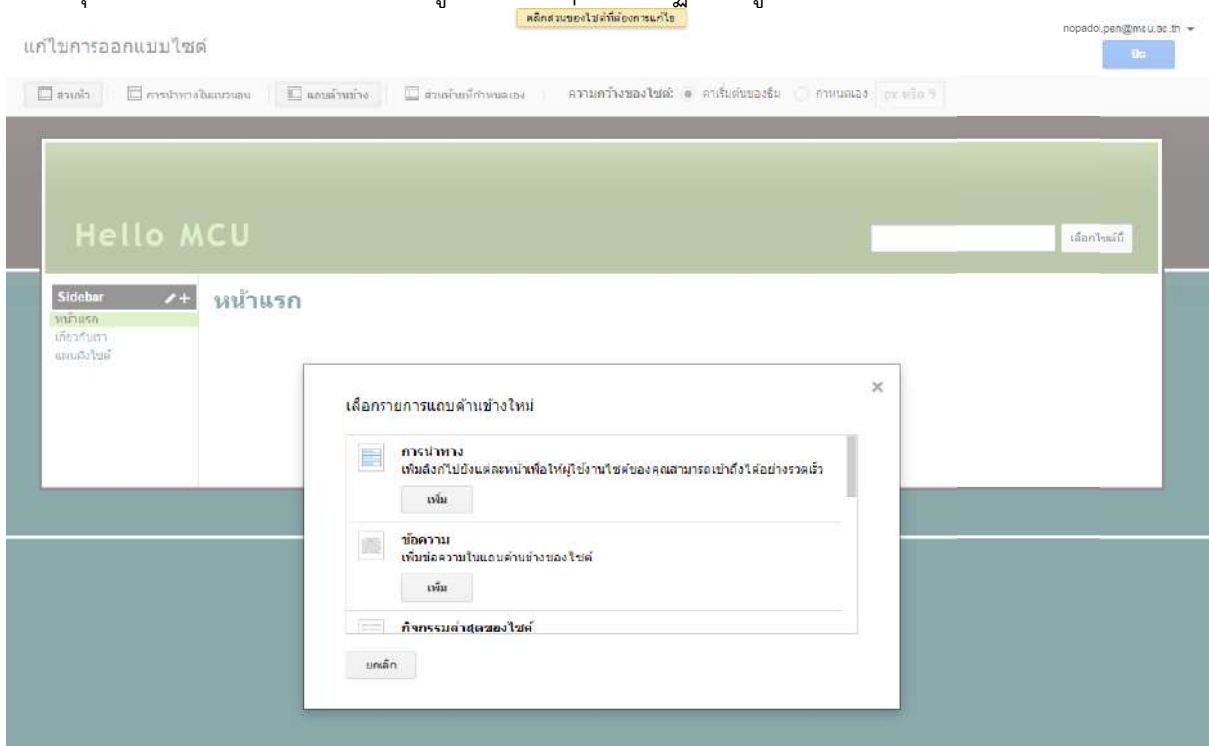 คลิกส่วนของไซต์ที่ต้องการแก้ไข
nopadol.pen@mcu.ac.th
แก้ไขการออกแบบไซต์
ปิด
ส่วนหัว การนำทางในแนวนอน แถบด้านข้าง ส่วนท้ายที่กำหนดเอง ความกว้างของไซต์: ค่าเริ่มต้นของธีม กำหนดเอง px หรือ %
Hello MCU
Sidebar
หน้าแรก
หน้าแรก
เกี่ยวกับเรา
แผนผังไซต์
เลือกรายการแถบด้านข้างใหม่
การนำทาง
เพิ่มลิงก์ไปยังแต่ละหน้าเพื่อให้ผู้ใช้งานไซต์ของคุณสามารถเข้าถึงได้อย่างรวดเร็ว
เพิ่ม
ข้อความ
เพิ่มข้อความในแถบด้านข้างของไซต์
เพิ่ม
กิจกรรมล่าสุดของไซต์
ยกเลิก